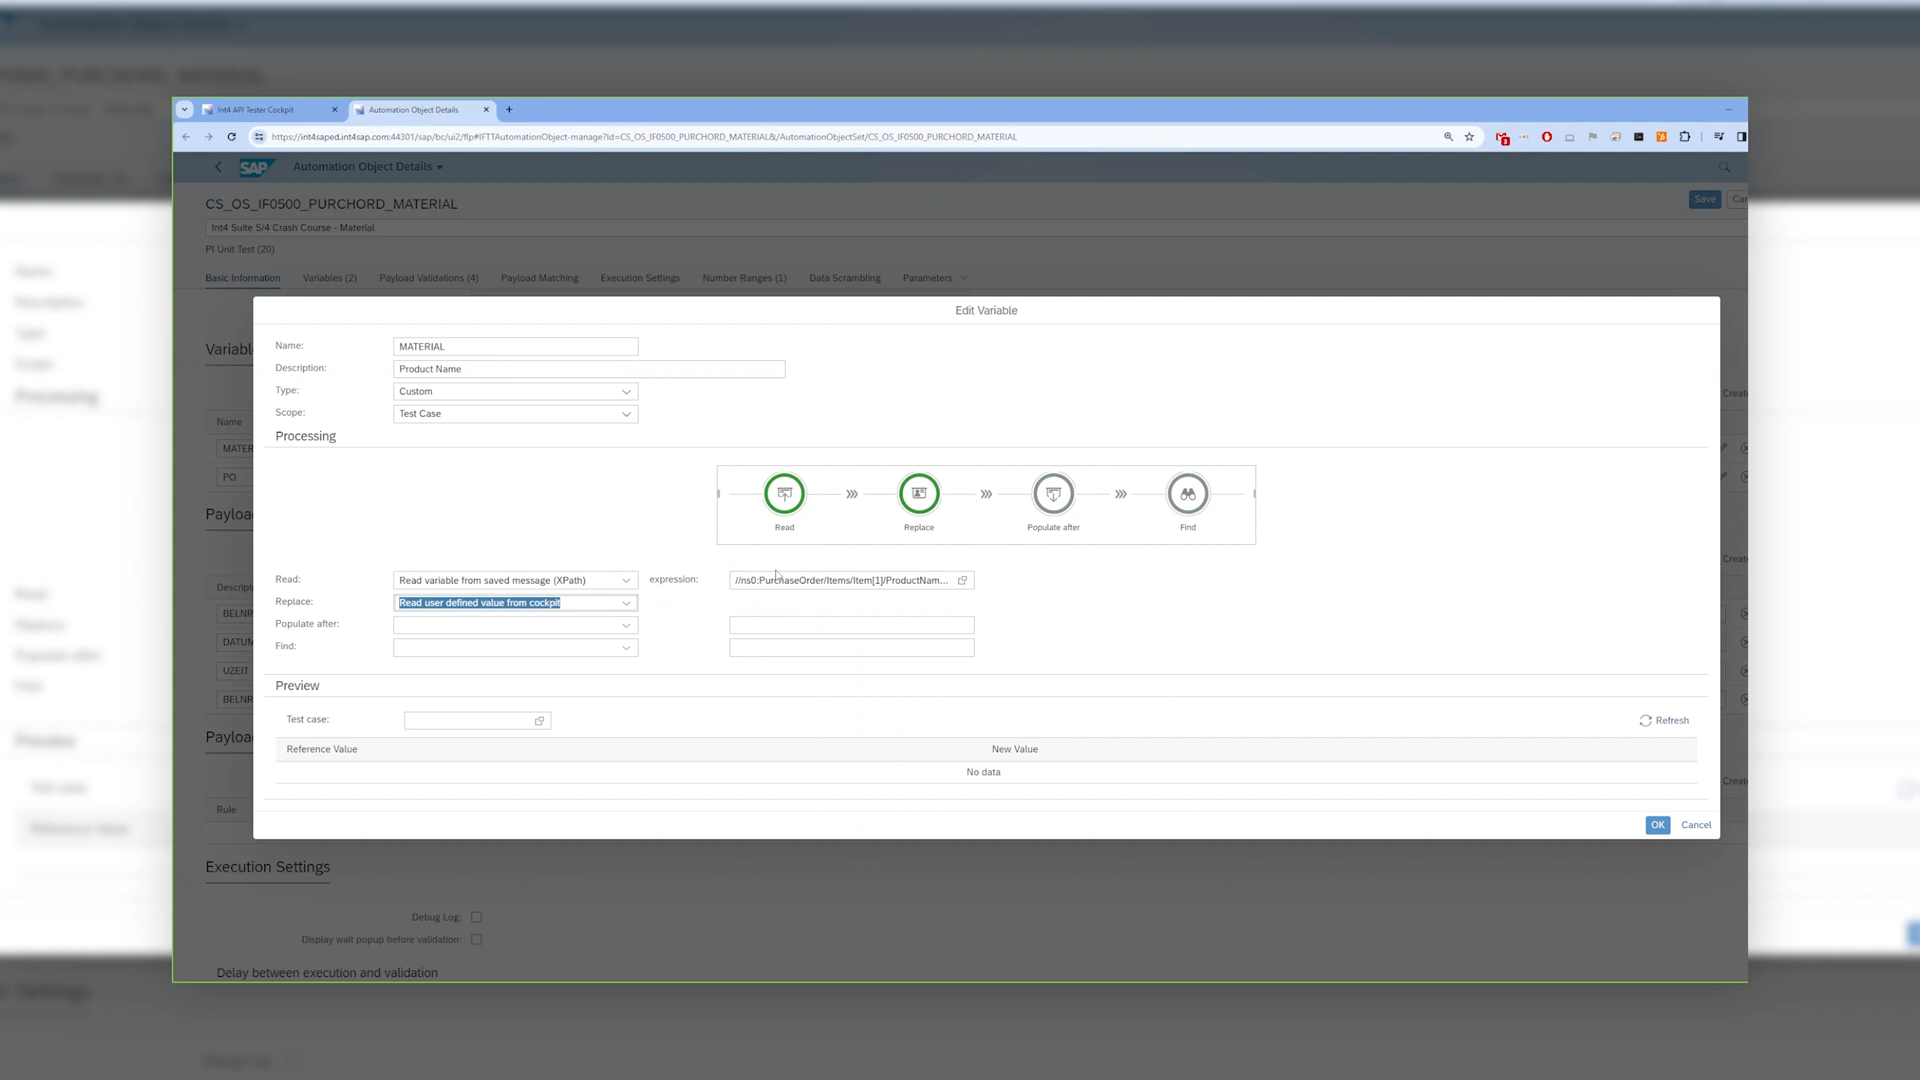 Int4 API Tester Cockpit
Automation Object Details
https://int4saped.int4sap.com:44301/sap/bc/ui2/flp#IFTTAutomationObject-manage?Id=CS_OS_IF0500_PURCHORD_MATERIAL&/AutomationObjectSet/CS_OS_IF0500_PURCHORD_MATERIAL
SAP Automation Object Details
CS_OS_IF0500_PURCHORD_MATERIAL
Save
Int4 Suite S/4 Crash Course - Material
PI Unit Test (20)
Basic Information Variables (2) Payload Validations (4) Payload Matching Execution Settings Number Ranges (1) Data Scrambling Parameters
Edit Variable
Name: MATERIAL
Description: Product Name
Type: Custom
Scope: Test Case
Processing
Name
MATER
PO
Read Replace Populate after Find
Read: Read variable from saved message (XPath) expression: //ns0:PurchaseOrder/Items/Item[1]/ProductNam...
Replace: Read user defined value from cockpit
Populate after:
Find:
BELNR
DATUM
UZEIT
BELNR
Preview
Test case: Refresh
Reference Value New Value
No data
Rule
OK Cancel
Execution Settings
Debug Log:
Display wait popup before validation:
Delay between execution and validation